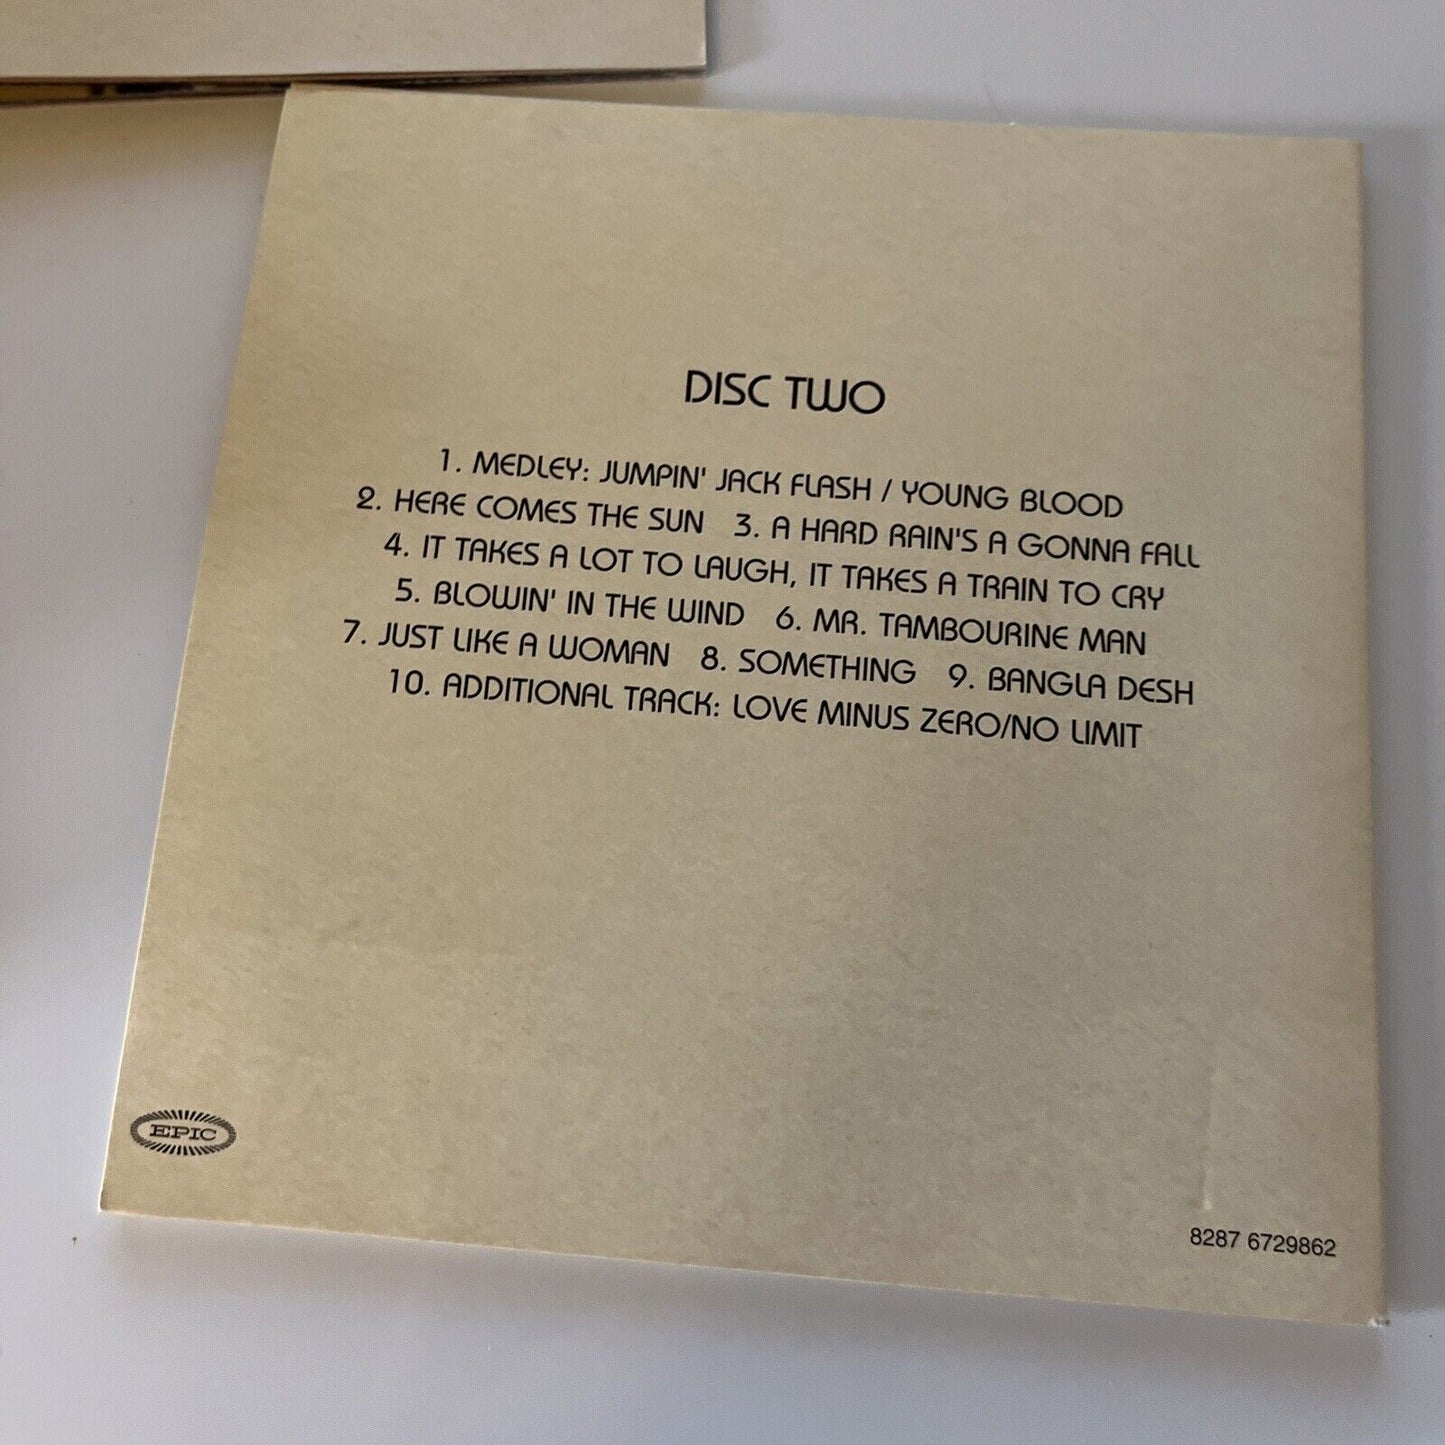 DISC TWO
1. MEDLEY: JUMPIN' JACK FLASH / YOUNG BLOOD
2. HERE COMES THE SUN 3. A HARD RAIN'S A GONNA FALL
4. IT TAKES A LOT TO LAUGH, IT TAKES A TRAIN TO CRY
5. BLOWIN' IN THE WIND 6. MR. TAMBOURINE MAN
7. JUST LIKE A WOMAN 8. SOMETHING 9. BANGLA DESH
10. ADDITIONAL TRACK: LOVE MINUS ZERO/NO LIMIT
EPIC
8287 6729862